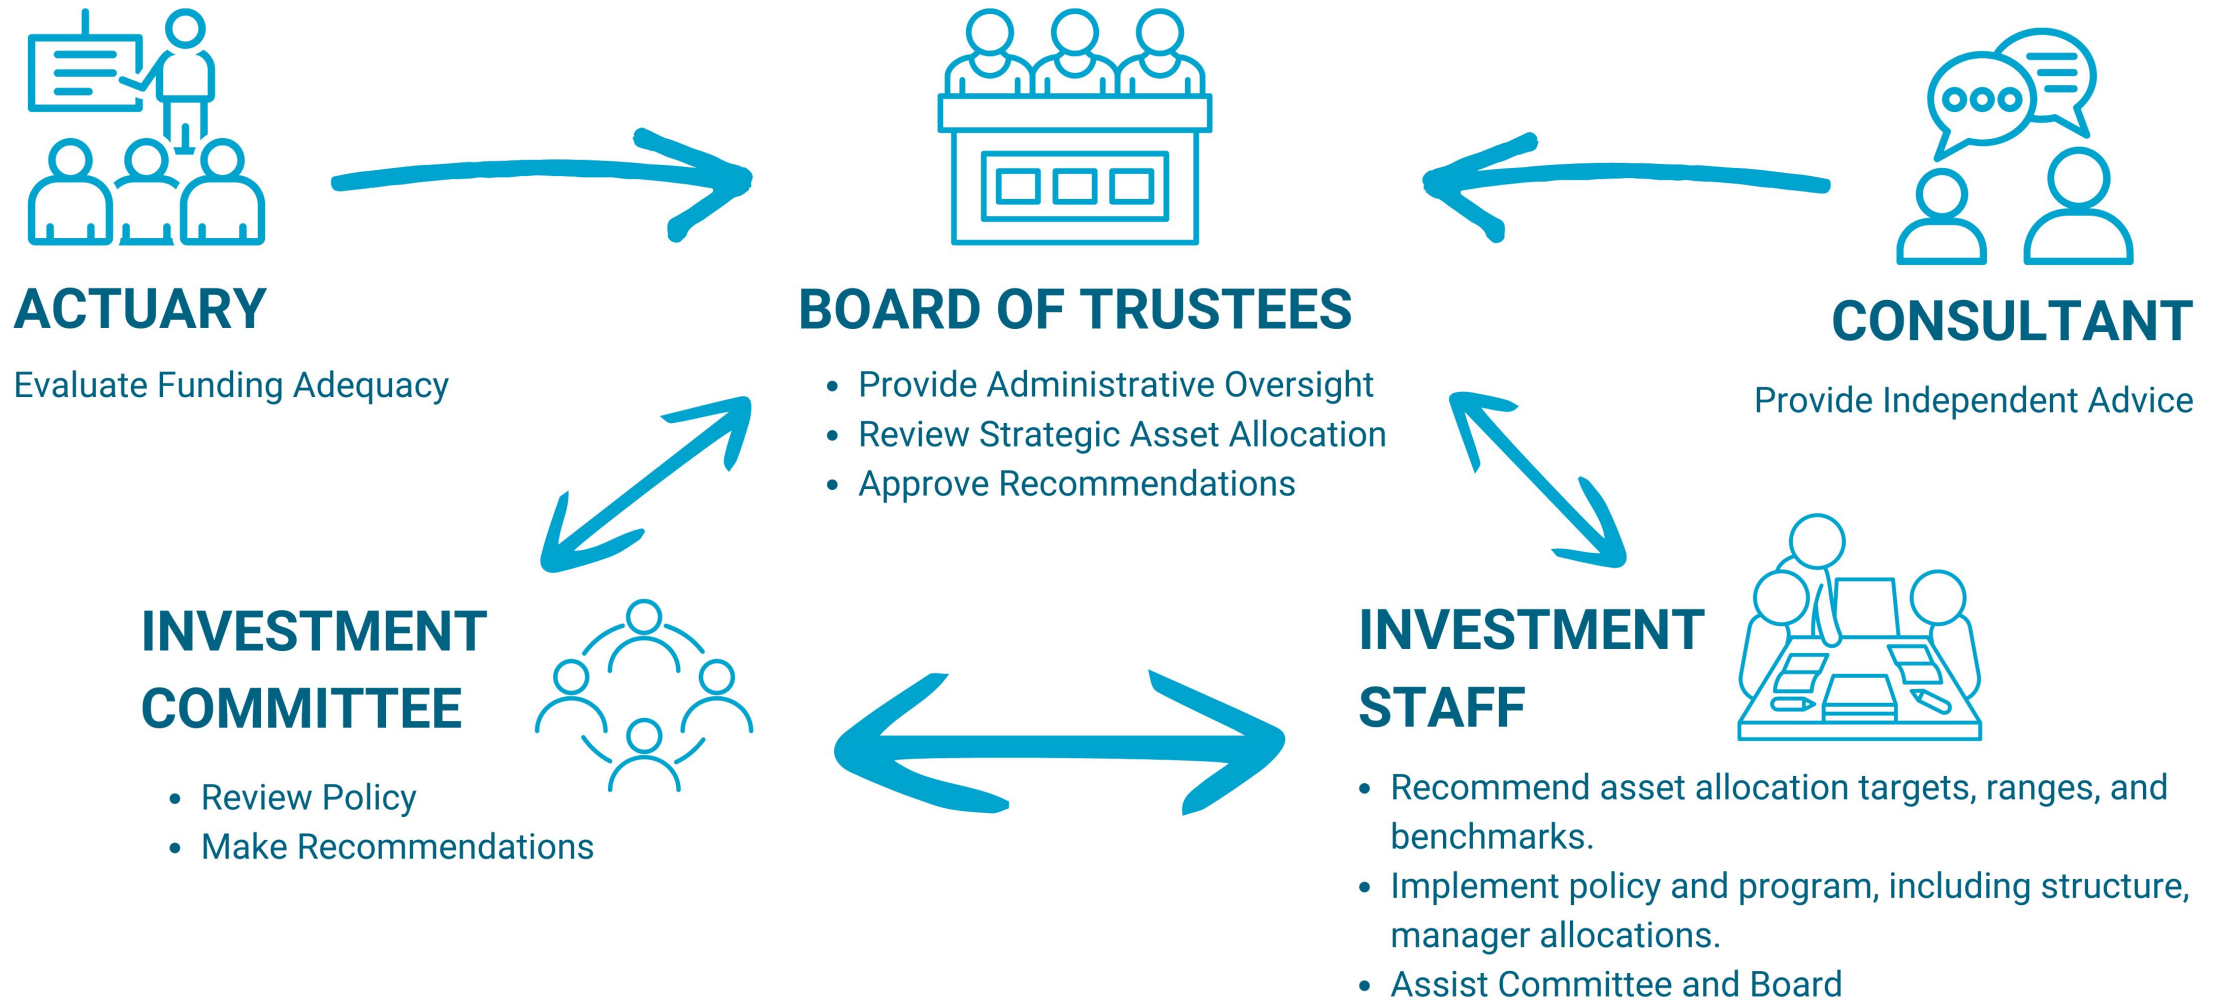 ACTUARY
Evaluate Funding Adequacy
BOARD OF TRUSTEES
• Provide Administrative Oversight
• Review Strategic Asset Allocation
• Approve Recommendations
CONSULTANT
Provide Independent Advice
INVESTMENT
COMMITTEE
• Review Policy
• Make Recommendations
INVESTMENT
STAFF
• Recommend asset allocation targets, ranges, and
benchmarks.
• Implement policy and program, including structure,
manager allocations.
• Assist Committee and Board